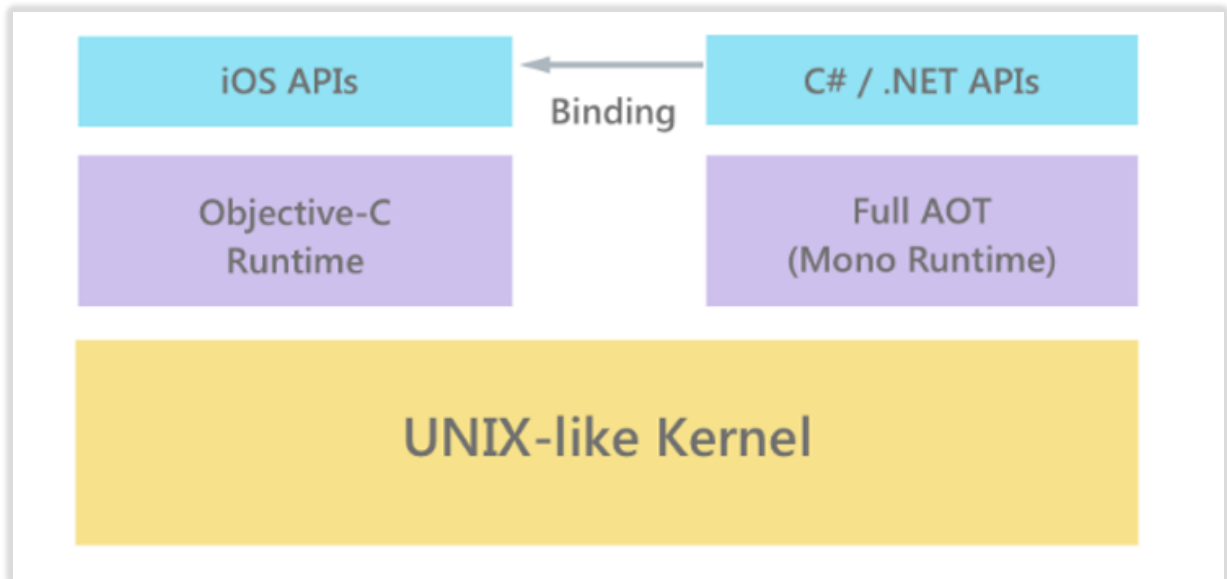 iOS APIs
C# / .NET APIs
Binding
Objective-C
Runtime
Full AOT
(Mono Runtime)
UNIX-like Kernel